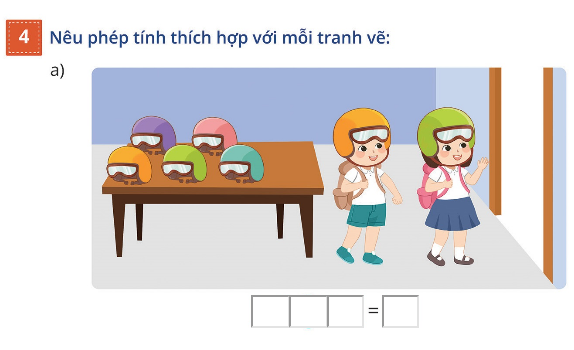 4 Nêu phép tính thích hợp với mỗi tranh vẽ:
a)
=